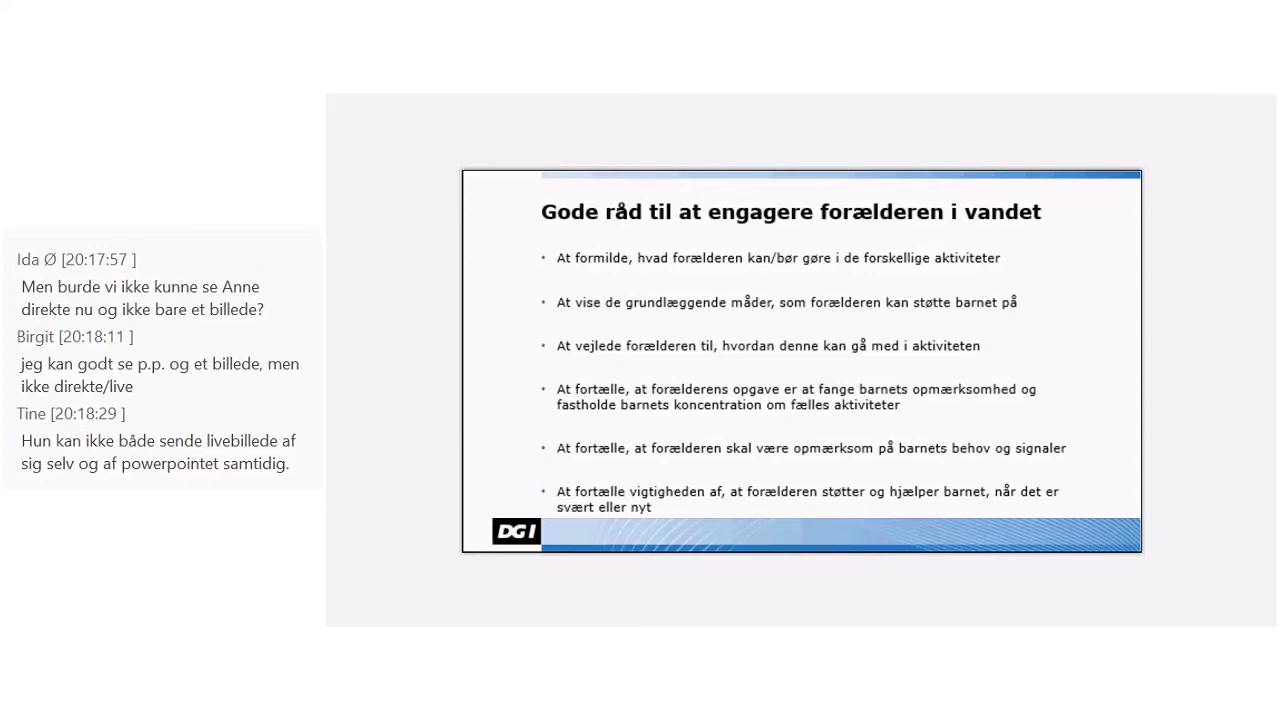 Ida Ø [20:17:57 ]
Men burde vi ikke kunne se Anne
direkte nu og ikke bare et billede?
Birgit [20:18:11 ]
jeg kan godt se p.p. og et billede, men
ikke direkte/live
Tine [20:18:29 ]
Hun kan ikke både sende livebillede af
sig selv og af powerpointet samtidig.
Gode råd til at engagere forælderen i vandet
• At formilde, hvad forælderen kan/bør gøre i de forskellige aktiviteter
• At vise de grundlæggende måder, som forælderen kan støtte barnet på
• At vejlede forælderen til, hvordan denne kan gå med i aktiviteten
• At fortælle, at forælderens opgave er at fange barnets opmærksomhed og
fastholde barnets koncentration om fælles aktiviteter
• At fortælle, at forælderen skal være opmærksom på barnets behov og signaler
• At fortælle vigtigheden af, at forælderen støtter og hjælper barnet, når det er
svært eller nyt
DGI